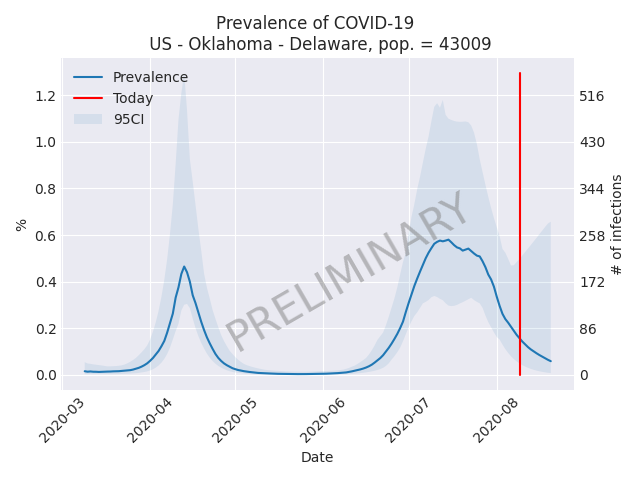 Prevalence of COVID-19
US - Oklahoma - Delaware, pop. = 43009
Prevalence
Today
95CI
PRELIMINARY
%
1.2
1.0
0.8
0.6
0.4
0.2
0.0
516
430
344
258
172
86
0
# of infections
2020-03
2020-04
2020-05
2020-06
2020-07
2020-08
Date